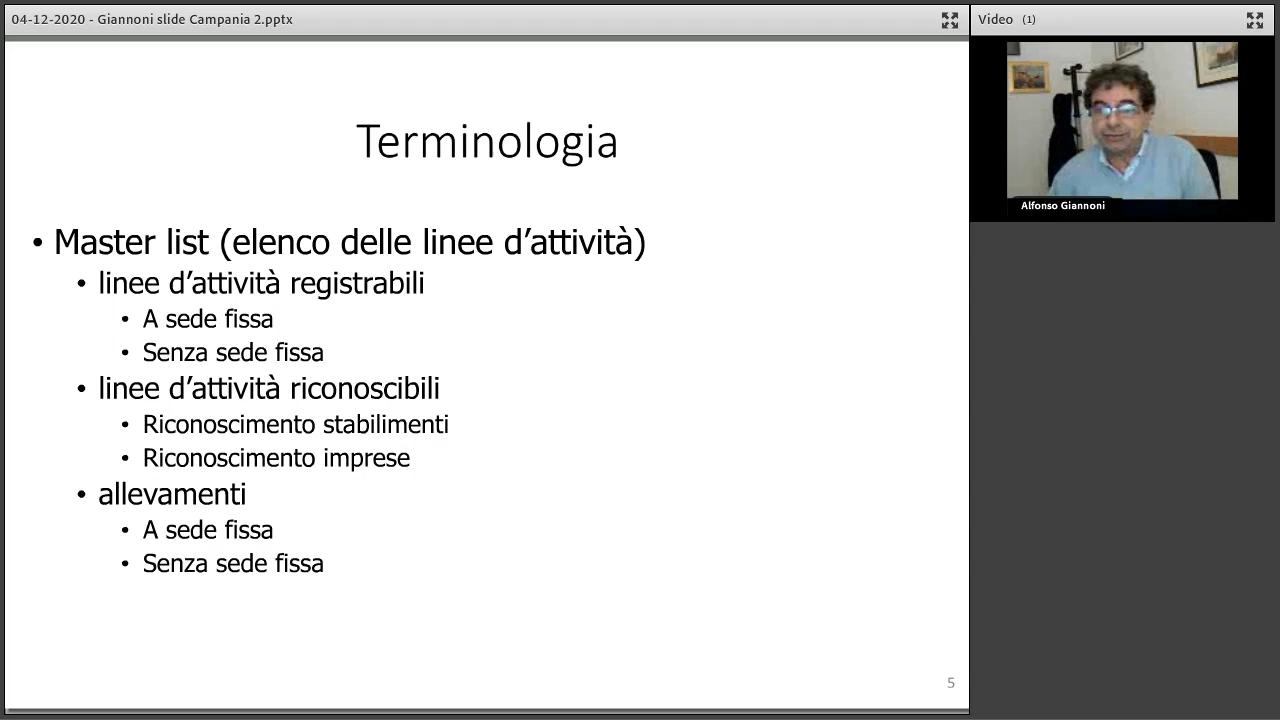 04-12-2020 - Giannoni slide Campania 2.pptx
Video (1)
Alfonso Giannoni
Terminologia
• Master list (elenco delle linee d’attività)
• linee d’attività registrabili
• A sede fissa
• Senza sede fissa
• linee d’attività riconoscibili
• Riconoscimento stabilimenti
• Riconoscimento imprese
• allevamenti
• A sede fissa
• Senza sede fissa
5